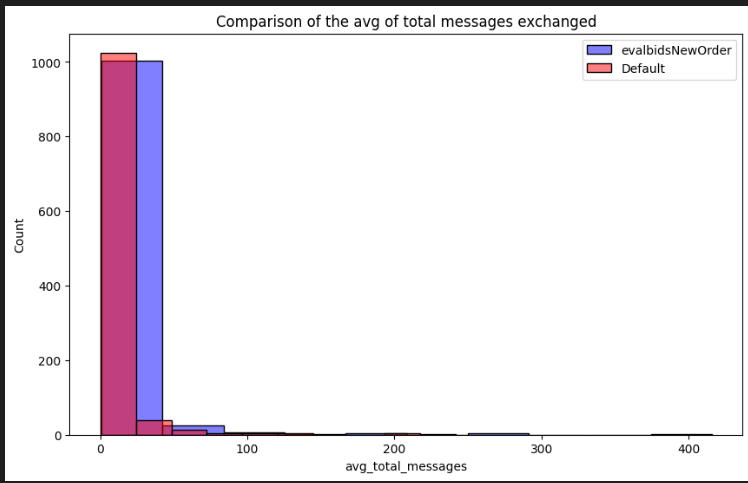 Comparison of the avg of total messages exchanged
evalbidsNewOrder
Default
1000
800
600
400
200
0
Count
0 100 200 300 400
avg_total_messages